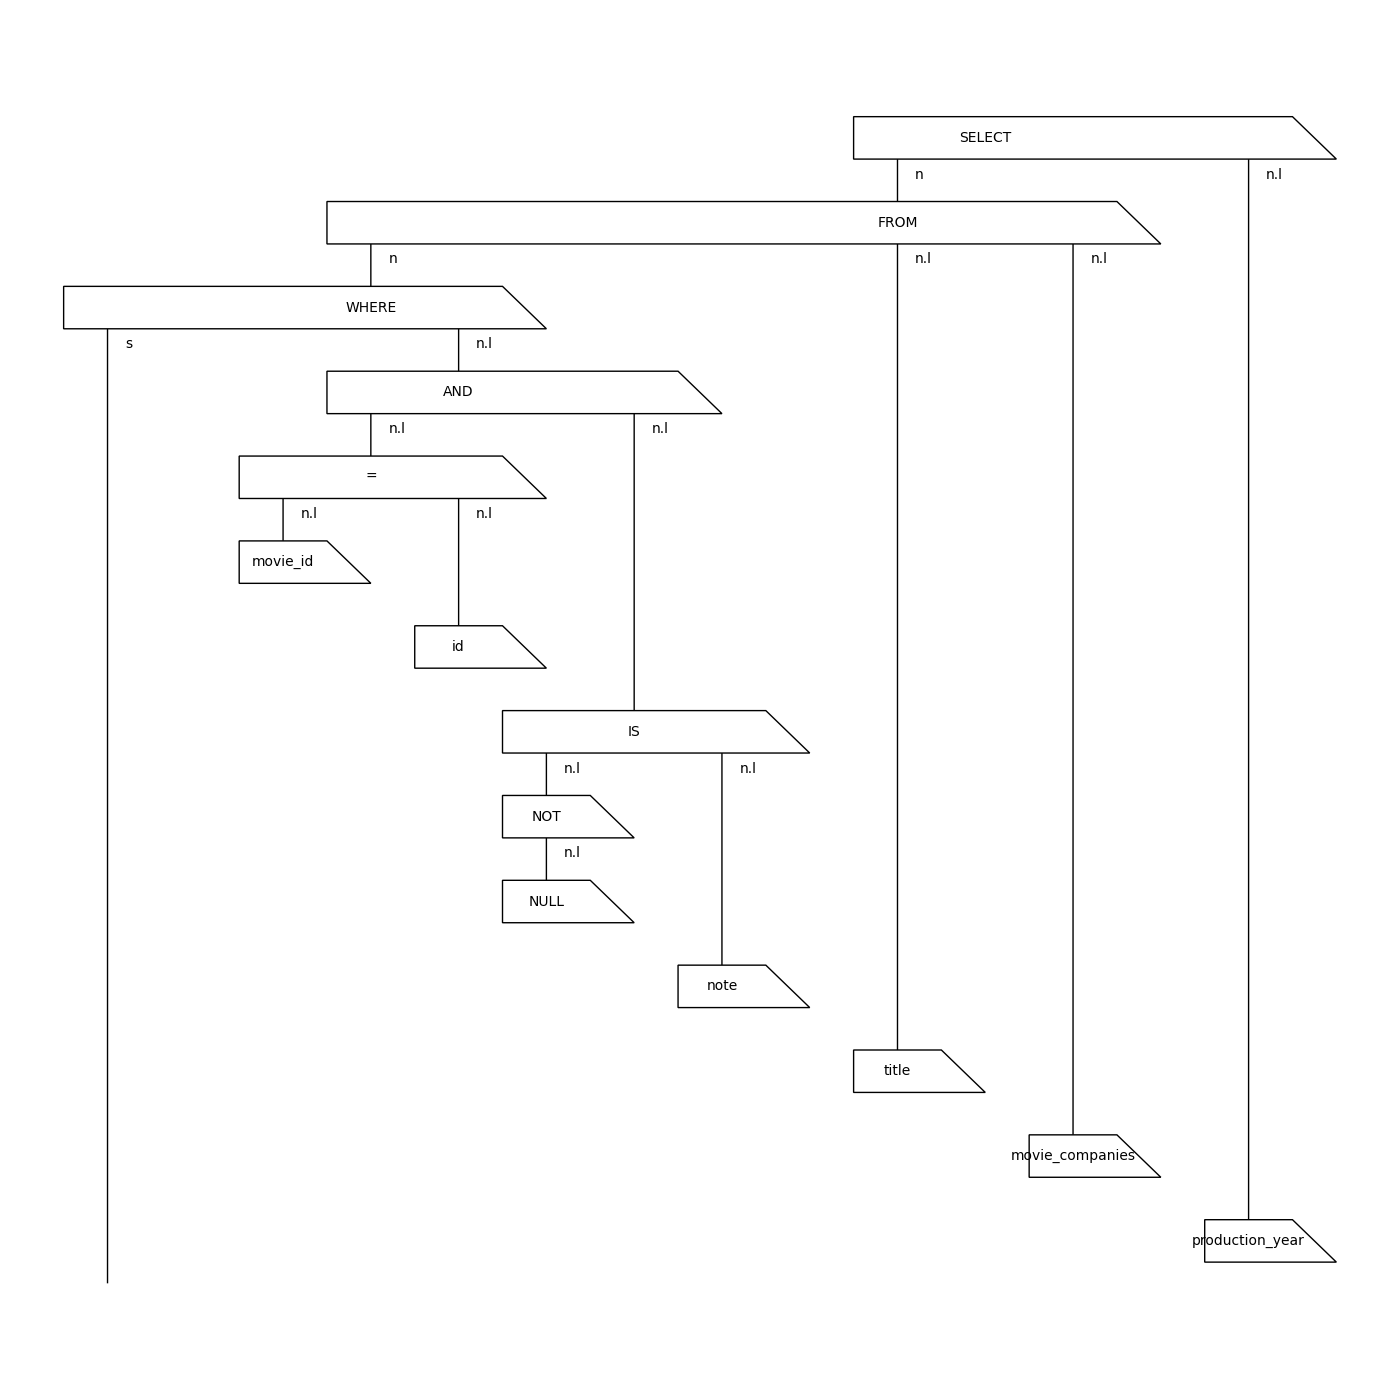 SELECT
n n.l
FROM
n n.l n.l
WHERE
s n.l
AND
n.l n.l
=
n.l n.l
movie_id
id
IS
n.l n.l
NOT
n.l
NULL
note
title
movie_companies
production_year